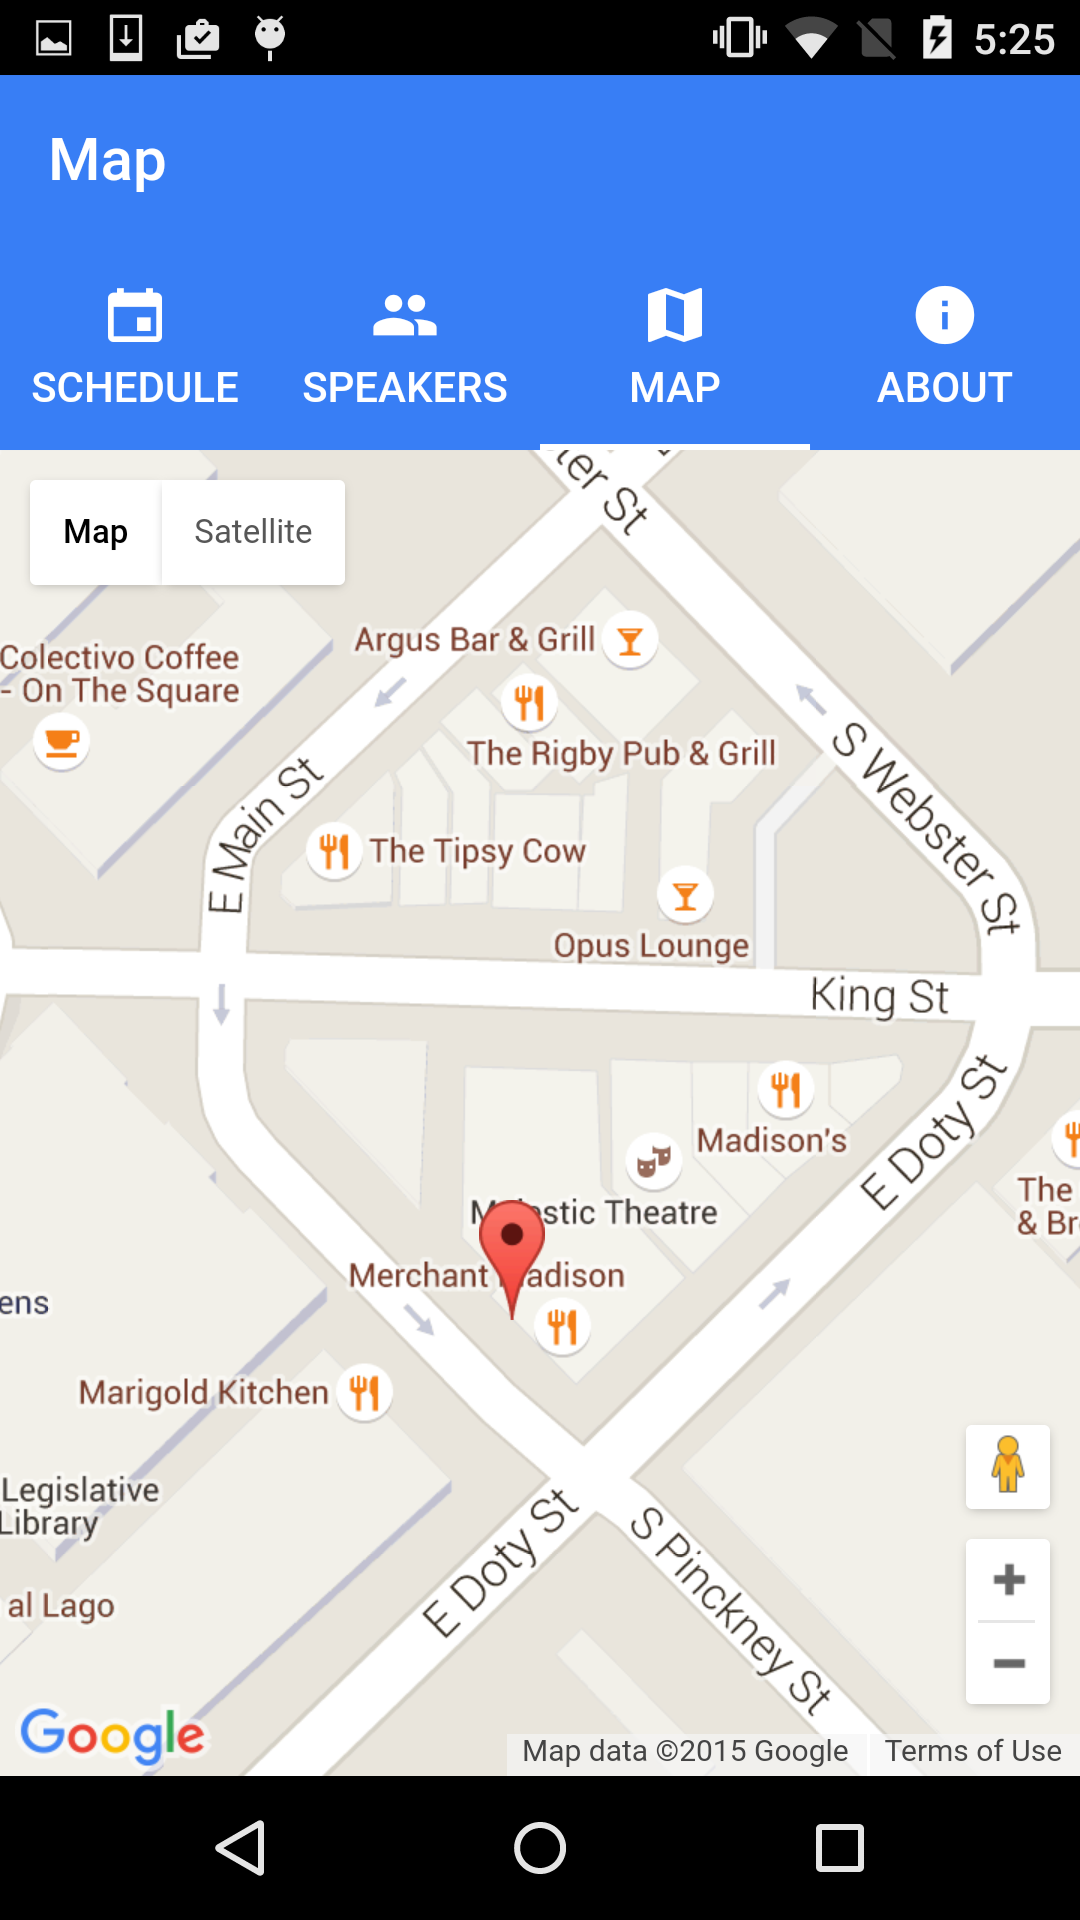 5:25
Map
SCHEDULE
SPEAKERS
MAP
ABOUT
ter St
Map
Satellite
Argus Bar & Grill
Colectivo Coffee
- On The Square
The Rigby Pub & Grill
S Webster St
E Main St
The Tipsy Cow
Opus Lounge
King St
E Doty St
Madison's
The
& Br
Majestic Theatre
Merchant Madison
ens
Marigold Kitchen
Legislative
Library
E Doty St
S Pinckney St
al Lago
Google
Map data ©2015 Google
Terms of Use